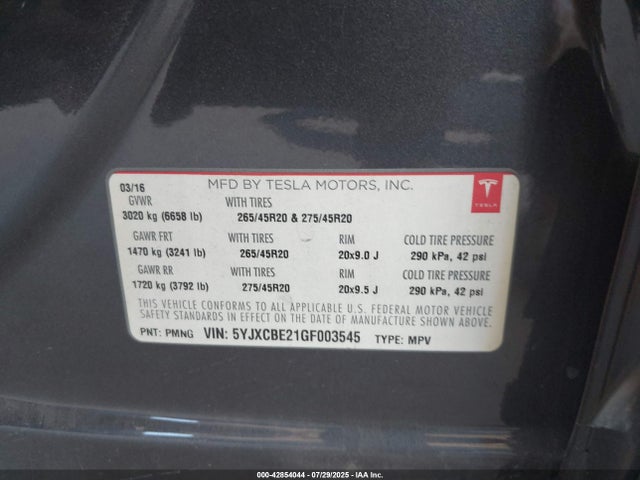 03/16 MFD BY TESLA MOTORS, INC.
GVWR WITH TIRES TESLA
3020 kg (6658 lb) 265/45R20 & 275/45R20
GAWR FRT WITH TIRES RIM COLD TIRE PRESSURE
1470 kg (3241 lb) 265/45R20 20x9.0 J 290 kPa, 42 psi
GAWR RR WITH TIRES RIM COLD TIRE PRESSURE
1720 kg (3792 lb) 275/45R20 20x9.5 J 290 kPa, 42 psi
THIS VEHICLE CONFORMS TO ALL APPLICABLE U.S. FEDERAL MOTOR VEHICLE
SAFETY STANDARDS IN EFFECT ON THE DATE OF MANUFACTURE SHOWN ABOVE.
PNT: PMNG VIN: 5YJXCBE21GF003545 TYPE: MPV
000-42854044 | 07/29/2025 - IAA Inc.